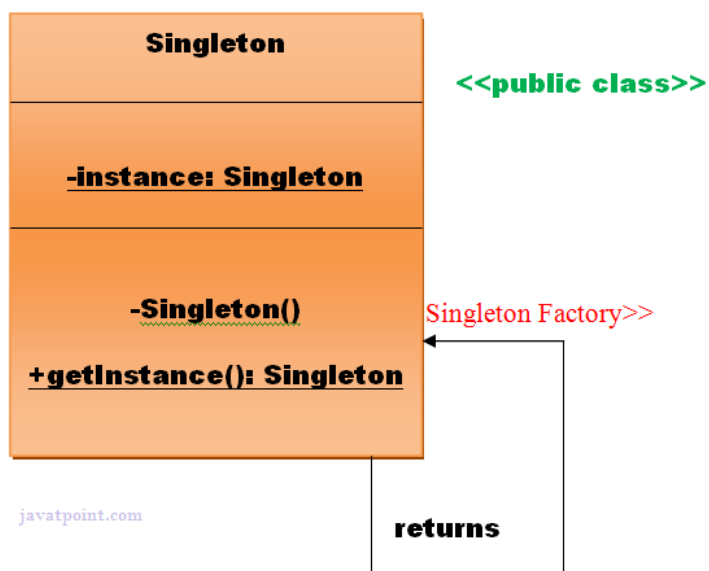 Singleton
<<public class>>
-instance: Singleton
-Singleton()
Singleton Factory>>
+getInstance(): Singleton
javatpoint.com
returns